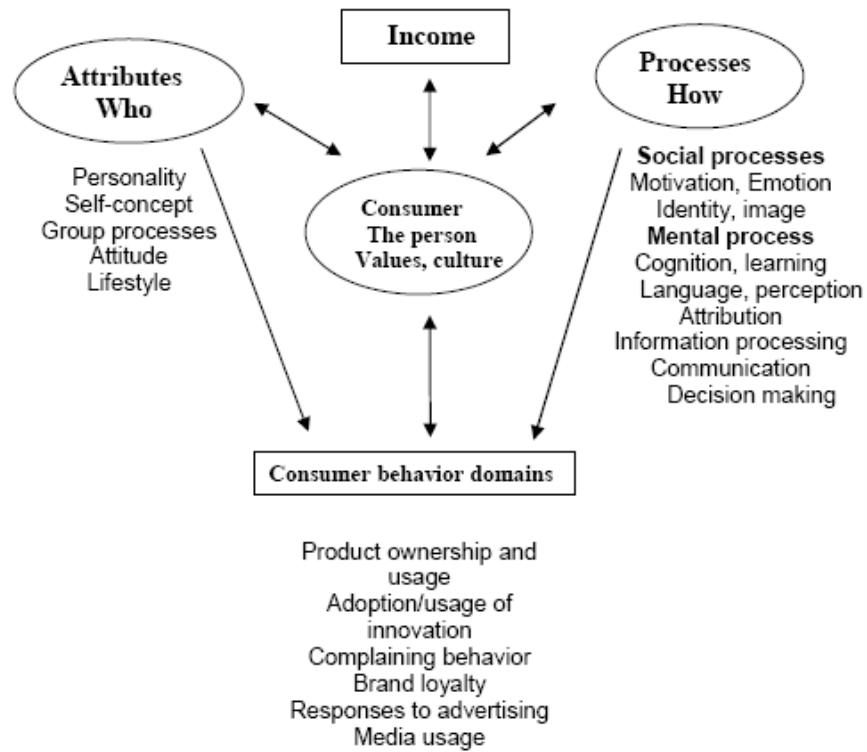 Income
Attributes
Who
Processes
How
Personality
Self-concept
Group processes
Attitude
Lifestyle
Consumer
The person
Values, culture
Social processes
Motivation, Emotion
Identity, image
Mental process
Cognition, learning
Language, perception
Attribution
Information processing
Communication
Decision making
Consumer behavior domains
Product ownership and
usage
Adoption/usage of
innovation
Complaining behavior
Brand loyalty
Responses to advertising
Media usage